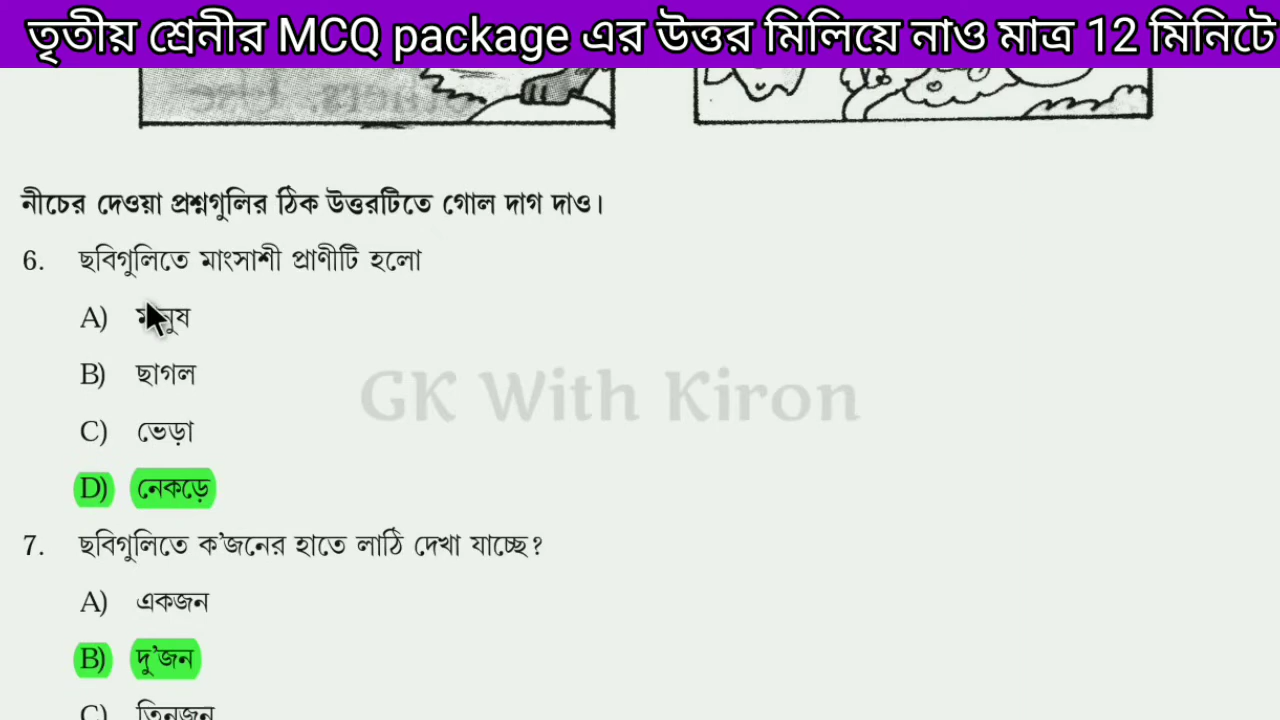 তৃতীয় শ্রেনীর MCQ package এর উত্তর মিলিয়ে নাও মাত্র 12 মিনিটে
নীচের দেওয়া প্রশ্নগুলির ঠিক উত্তরটিতে গোল দাগ দাও।
6. ছবিগুলিতে মাংসাশী প্রাণীটি হলো
A) মানুষ
B) ছাগল
GK With Kiron
C) ভেড়া
D) নেকড়ে
7. ছবিগুলিতে ক'জনের হাতে লাঠি দেখা যাচ্ছে?
A) একজন
B) দু'জন
C) তিনজন